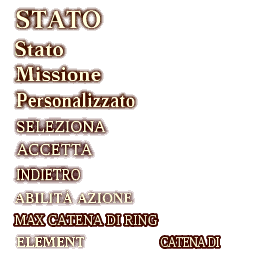 STATO
Stato
Missione
Personalizzato
SELEZIONA
ACCETTA
INDIETRO
ABILITÀ AZIONE
MAX CATENA DI RING
ELEMENT CATENA DI